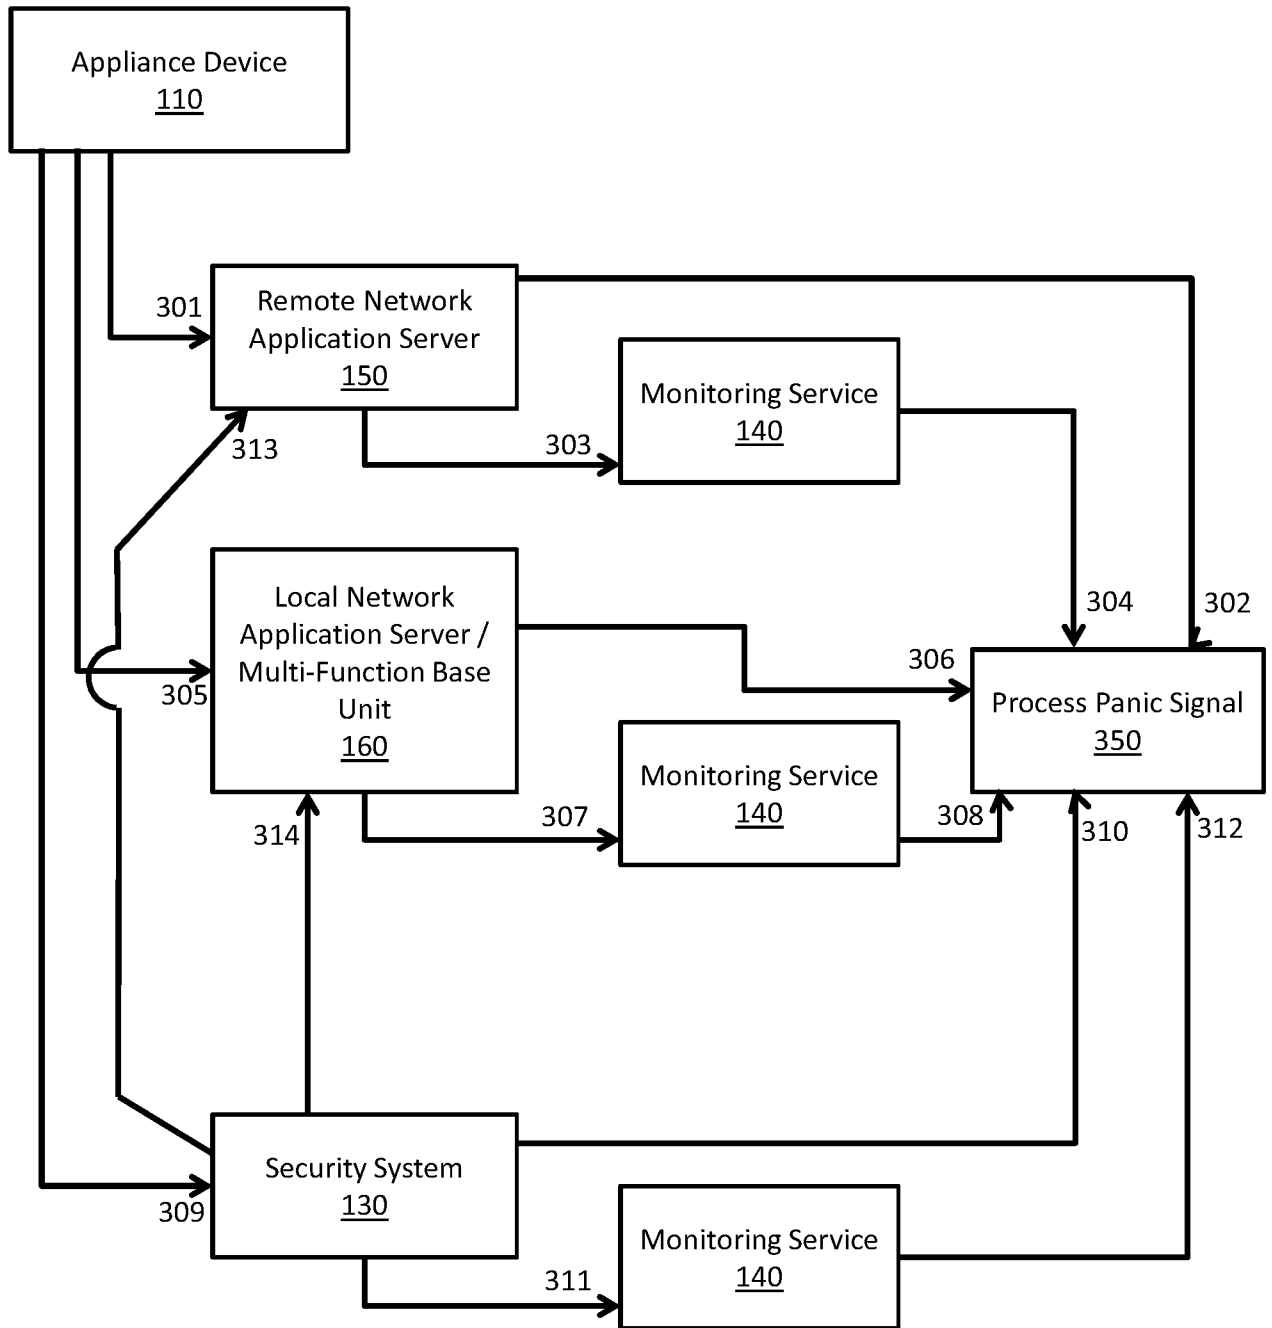 Appliance Device
110
301
Remote Network
Application Server
150
313
303
Monitoring Service
140
304
302
Local Network
Application Server /
Multi-Function Base
Unit
160
305
306
Process Panic Signal
350
314
307
Monitoring Service
140
308
310
312
Security System
130
309
311
Monitoring Service
140